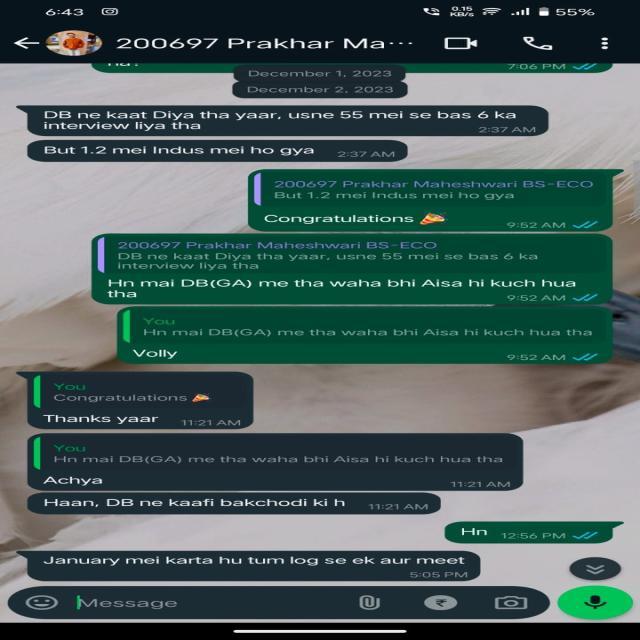 6:43
0.15
KB/s
55%
200697 Prakhar Ma...
7:06 PM
December 1, 2023
December 2, 2023
DB ne kaat Diya tha yaar, usne 55 mei se bas 6 ka
interview liya tha
2:37 AM
But 1.2 mei Indus mei ho gya 2:37 AM
200697 Prakhar Maheshwari BS-ECO
But 1.2 mei Indus mei ho gya
Congratulations 🎉
9:52 AM
200697 Prakhar Maheshwari BS-ECO
DB ne kaat Diya tha yaar, usne 55 mei se bas 6 ka
interview liya tha
Hn mai DB(GA) me tha waha bhi Aisa hi kuch hua
tha
9:52 AM
You
Hn mai DB(GA) me tha waha bhi Aisa hi kuch hua tha
Volly
9:52 AM
You
Congratulations 🎉
Thanks yaar 11:21 AM
You
Hn mai DB(GA) me tha waha bhi Aisa hi kuch hua tha
Achya
11:21 AM
Haan, DB ne kaafi bakchodi ki h 11:21 AM
Hn 12:56 PM
January mei karta hu tum log se ek aur meet
5:05 PM
Message